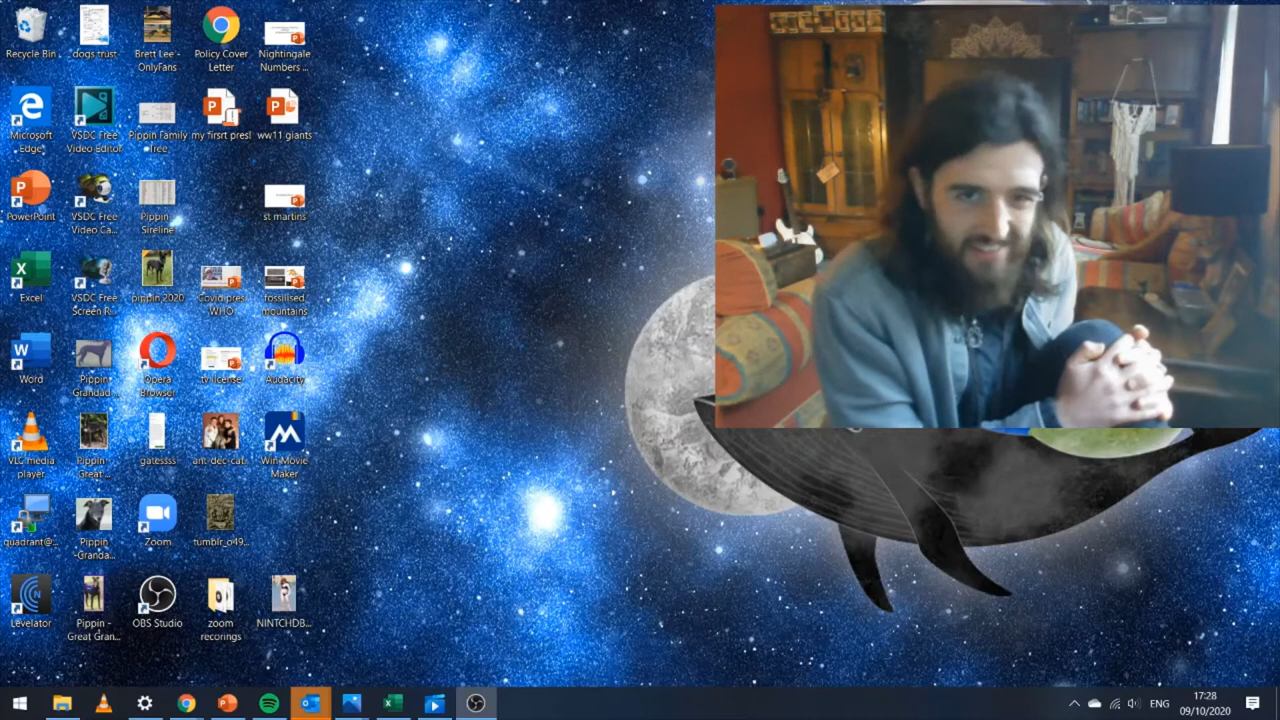 Recycle Bin
dogs trust
Brett Lee -
OnlyFans
Policy Cover
Letter
Nightingale
Numbers ...
Microsoft
Edge
VSDC Free
Video Editor
Pippin Family
Tree
my firsrt pres!
ww11 giants
PowerPoint
VSDC Free
Video Ca...
Pippin -
Sireline
st martins
Excel
VSDC Free
Screen R...
pippin 2020
Covid pres
WHO
fossilised
mountains
Word
Pippin
Grandad...
Opera
Browser
tv license
Audacity
VLC media
player
Pippin -
Great ...
gatessss
ant-dec-cat...
Win Movie
Maker
quadrant@...
Pippin
-Granda...
Zoom
tumblr_o49...
Levelator
Pippin -
Great Gran...
OBS Studio
zoom
recorings
NINTCHDB...
ENG
17:28
09/10/2020